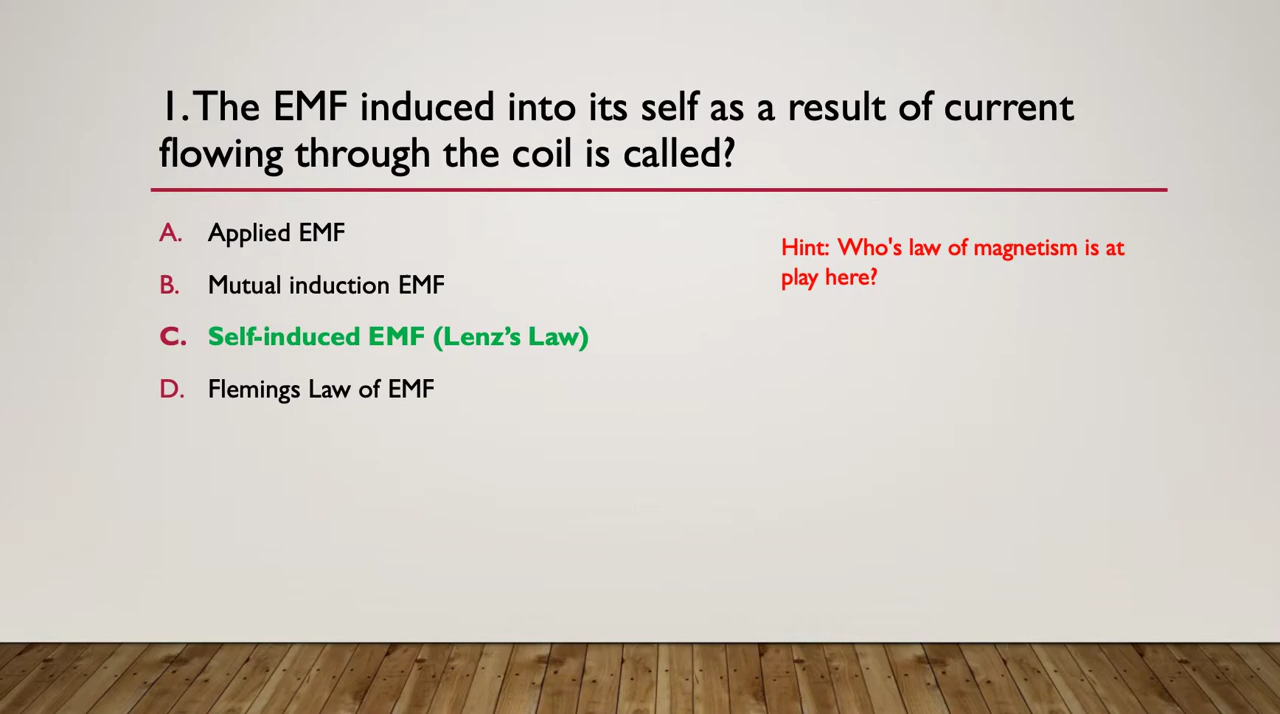 1. The EMF induced into its self as a result of current
flowing through the coil is called?
A. Applied EMF
B. Mutual induction EMF
C. Self-induced EMF (Lenz’s Law)
D. Flemings Law of EMF
Hint: Who's law of magnetism is at
play here?